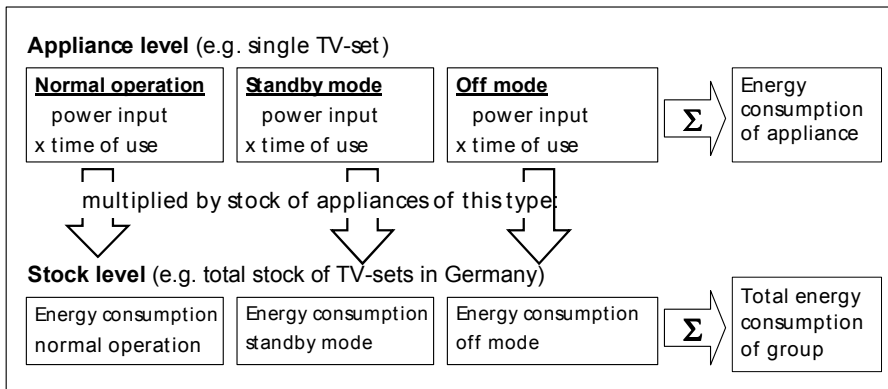 Appliance level (e.g. single TV-set)
Normal operation
power input
x time of use
Standby mode
power input
x time of use
Off mode
power input
x time of use
Σ
Energy
consumption
of appliance
multiplied by stock of appliances of this type:
Stock level (e.g. total stock of TV-sets in Germany)
Energy consumption
normal operation
Energy consumption
standby mode
Energy consumption
off mode
Σ
Total energy
consumption
of group